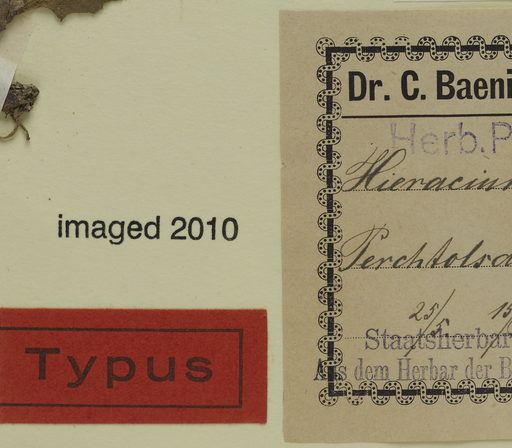 imaged 2010
Typus
Dr. C. Baeni
Herb. P
Hieracium
Perchtolsd
25/ 15
Staatsherbar
Aus dem Herbar der B